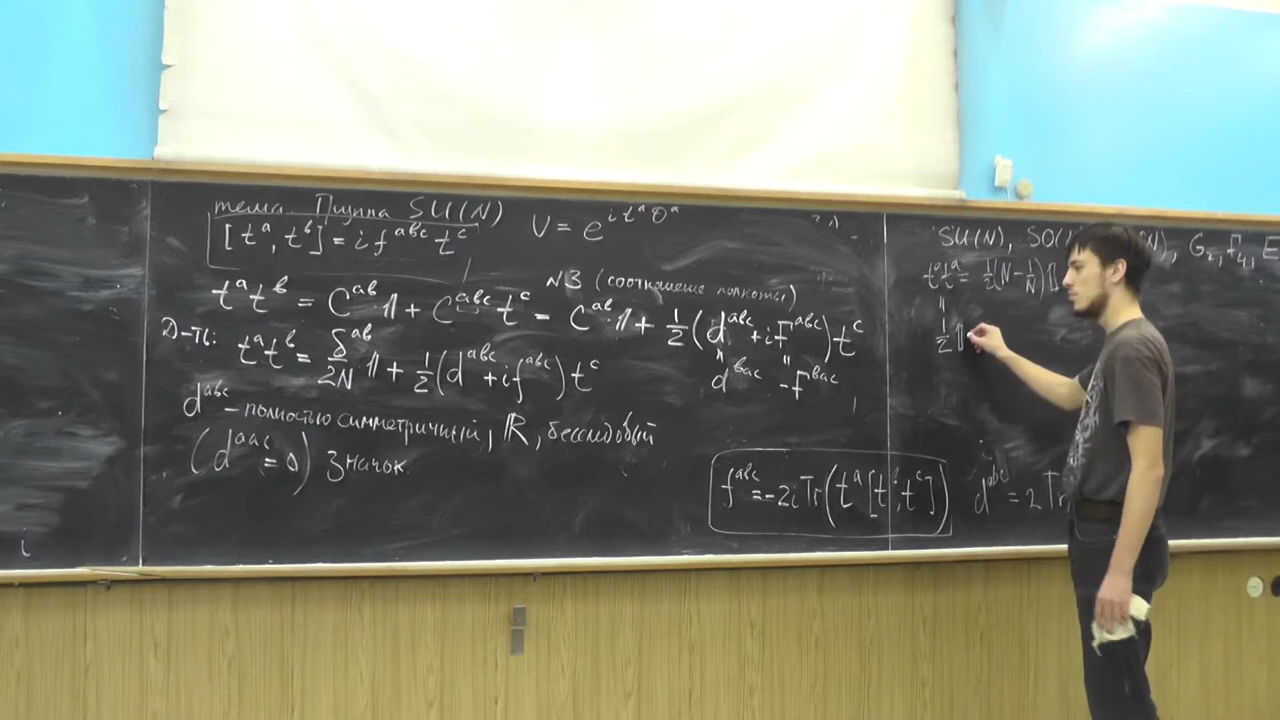 тема. Группа SU(N)
U = e^{i t^a θ^a}
[t^a, t^b] = i f^{abc} t^c
N3 (соотношение полноты)
t^a t^b = C^{ab}·𝟙 + C^{abc} t^c = C^{ab}·𝟙 + 1/2 (d^{abc} + i F^{abc}) t^c
" "
d^{bac} -F^{bac}
Д-ть: t^a t^b = δ^{ab}/2N 𝟙 + 1/2 (d^{abc} + i f^{abc}) t^c
d^{abc} – полностью симметричный, ℝ, бесследовый
(d^{aac} = 0) значок.
f^{abc} = -2i Tr(t^a [t^b, t^c])
SU(N), SO( N), G_2, F_4, E
t^a t^a = 1/2 (N - 1/N) 𝟙
"
1/2 𝟙
d^{abc} = 2 Tr
i